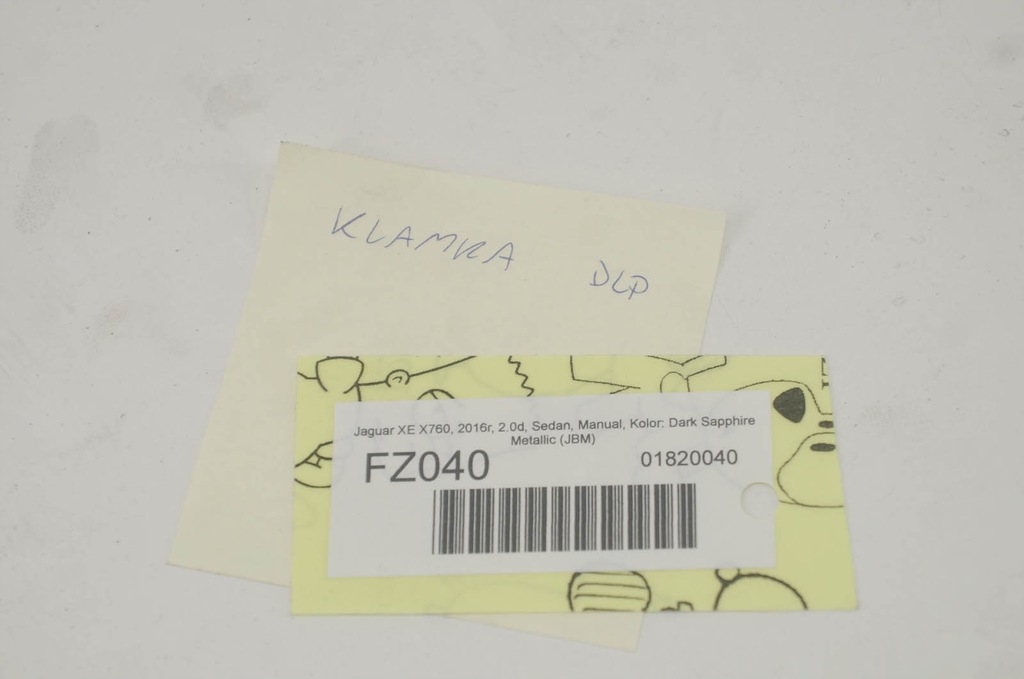 KLAMKA DLP
Jaguar XE X760, 2016r, 2.0d, Sedan, Manual, Kolor: Dark Sapphire
Metallic (JBM)
FZ040 01820040